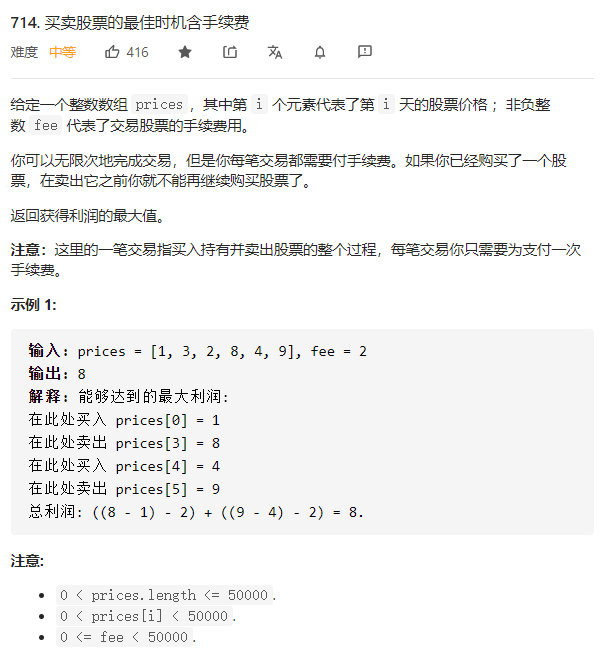 714. 买卖股票的最佳时机含手续费
难度 中等 416
给定一个整数数组 prices，其中第 i 个元素代表了第 i 天的股票价格 ；非负整
数 fee 代表了交易股票的手续费用。
你可以无限次地完成交易，但是你每笔交易都需要付手续费。如果你已经购买了一个股
票，在卖出它之前你就不能再继续购买股票了。
返回获得利润的最大值。
注意：这里的一笔交易指买入持有并卖出股票的整个过程，每笔交易你只需要为支付一次
手续费。
示例 1:
输入: prices = [1, 3, 2, 8, 4, 9], fee = 2
输出: 8
解释: 能够达到的最大利润:
在此处买入 prices[0] = 1
在此处卖出 prices[3] = 8
在此处买入 prices[4] = 4
在此处卖出 prices[5] = 9
总利润: ((8 - 1) - 2) + ((9 - 4) - 2) = 8.
注意:
0 < prices.length <= 50000.
0 < prices[i] < 50000.
0 <= fee < 50000.